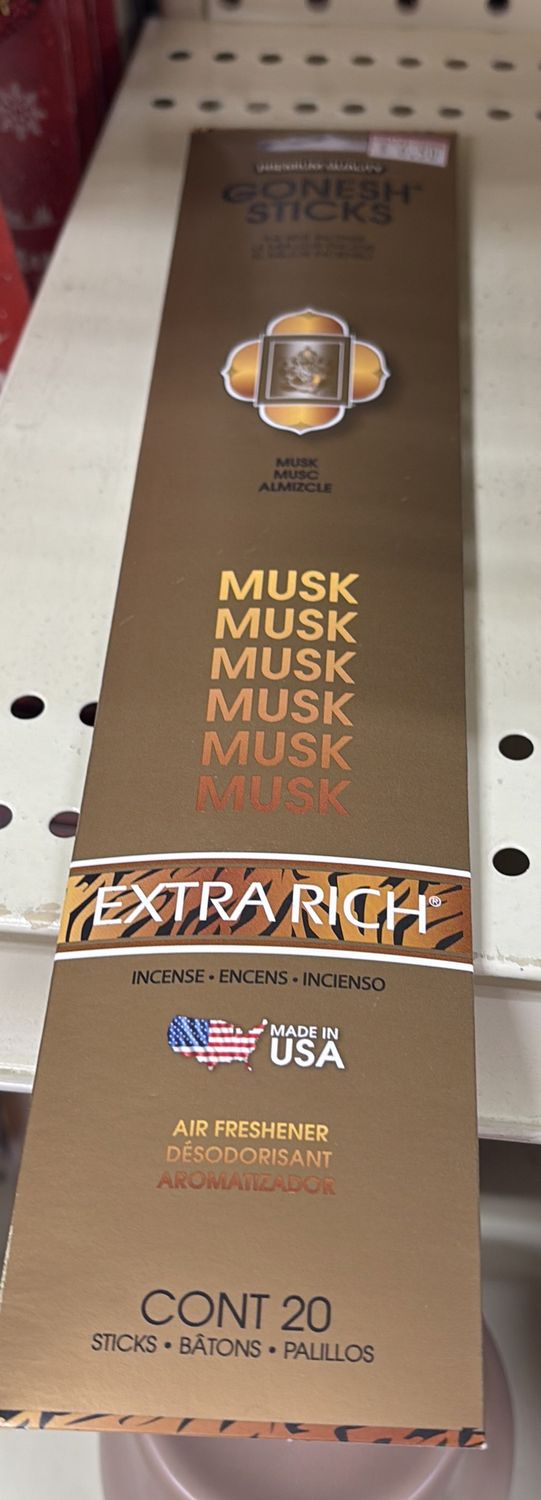 PREMIUM QUALITY
GONESH®
STICKS
MUSK
MUSC
ALMIZCLE
MUSK
MUSK
MUSK
MUSK
MUSK
MUSK
EXTRA RICH®
INCENSE • ENCENS • INCIENSO
MADE IN
USA
AIR FRESHENER
DÉSODORISANT
AROMATIZADOR
CONT 20
STICKS • BÂTONS • PALILLOS